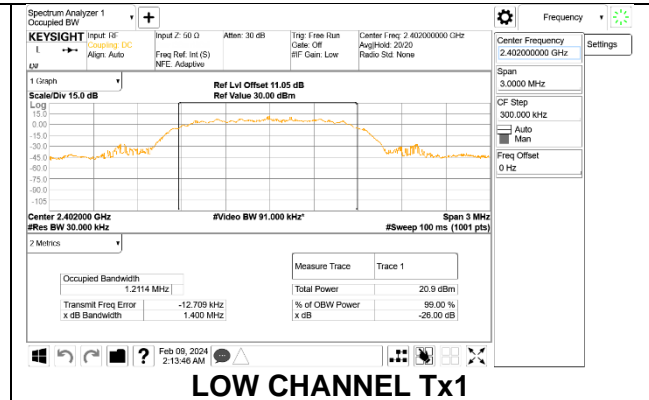 Spectrum Analyzer 1
Occupied BW
+
Frequency
KEYSIGHT
L
Input: RF
Coupling: DC
Align: Auto
Input Z: 50 Ω
Freq Ref: Int (S)
NFE: Adaptive
Atten: 30 dB
Trig: Free Run
Gate: Off
#IF Gain: Low
Center Freq: 2.402000000 GHz
Avg|Hold: 20/20
Radio Std: None
Center Frequency
2.402000000 GHz
Settings
Span
3.0000 MHz
CF Step
300.000 kHz
Auto
Man
Freq Offset
0 Hz
1 Graph
Scale/Div 15.0 dB
Ref Lvl Offset 11.05 dB
Ref Value 30.00 dBm
Log
15.0
0.00
-15.0
-30.0
-45.0
-60.0
-75.0
-90.0
-105
Center 2.402000 GHz
#Res BW 30.000 kHz
#Video BW 91.000 kHz*
Span 3 MHz
#Sweep 100 ms (1001 pts)
2 Metrics
Occupied Bandwidth
1.2114 MHz
Transmit Freq Error -12.709 kHz
x dB Bandwidth 1.400 MHz
Measure Trace Trace 1
Total Power 20.9 dBm
% of OBW Power 99.00 %
x dB -26.00 dB
?
Feb 09, 2024
2:13:46 AM
LOW CHANNEL Tx1